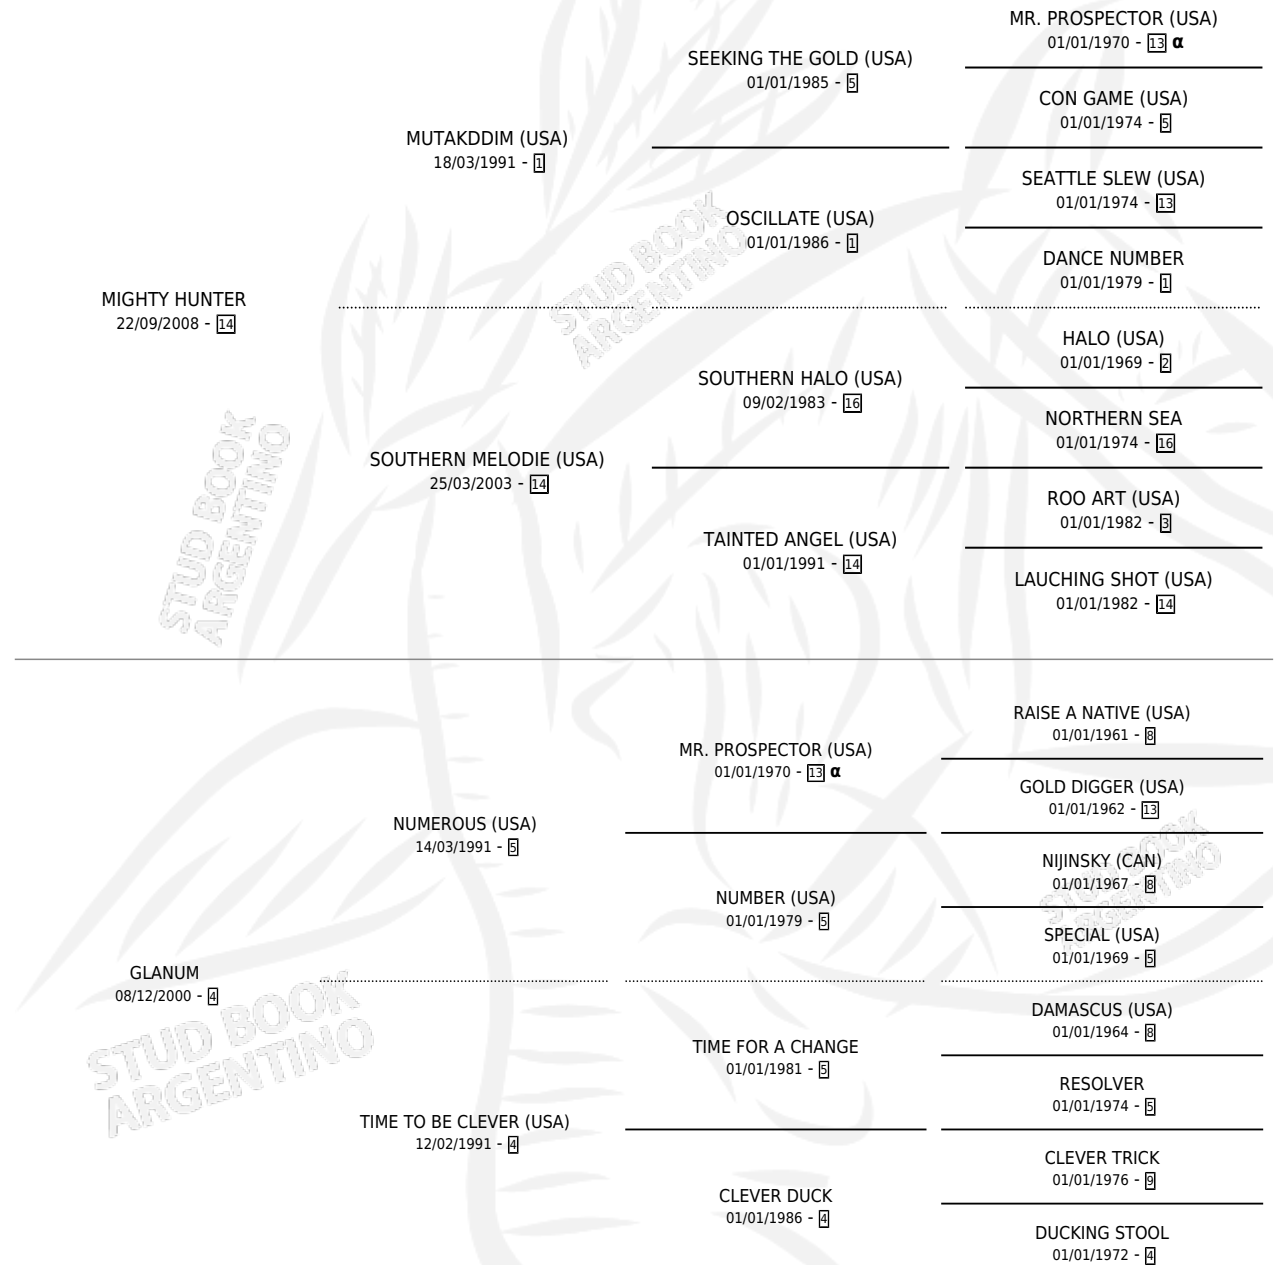 MR. PROSPECTOR (USA)
01/01/1970 - 13 α
SEEKING THE GOLD (USA)
01/01/1985 - 5
CON GAME (USA)
01/01/1974 - 5
MUTAKDDIM (USA)
18/03/1991 - 1
SEATTLE SLEW (USA)
01/01/1974 - 13
OSCILLATE (USA)
01/01/1986 - 1
DANCE NUMBER
01/01/1979 - 1
MIGHTY HUNTER
22/09/2008 - 14
HALO (USA)
01/01/1969 - 2
SOUTHERN HALO (USA)
09/02/1983 - 16
NORTHERN SEA
01/01/1974 - 16
SOUTHERN MELODIE (USA)
25/03/2003 - 14
ROO ART (USA)
01/01/1982 - 3
TAINTED ANGEL (USA)
01/01/1991 - 14
LAUCHING SHOT (USA)
01/01/1982 - 14
RAISE A NATIVE (USA)
01/01/1961 - 8
MR. PROSPECTOR (USA)
01/01/1970 - 13 α
GOLD DIGGER (USA)
01/01/1962 - 13
NUMEROUS (USA)
14/03/1991 - 5
NIJINSKY (CAN)
01/01/1967 - 8
NUMBER (USA)
01/01/1979 - 5
SPECIAL (USA)
01/01/1969 - 5
GLANUM
08/12/2000 - 4
DAMASCUS (USA)
01/01/1964 - 8
TIME FOR A CHANGE
01/01/1981 - 5
RESOLVER
01/01/1974 - 5
TIME TO BE CLEVER (USA)
12/02/1991 - 4
CLEVER TRICK
01/01/1976 - 9
CLEVER DUCK
01/01/1986 - 4
DUCKING STOOL
01/01/1972 - 4
STUD BOOK
ARGENTINO
STUD BOOK
ARGENTINO
STUD BOOK
ARGENTINO
STUD BOOK
ARGENTINO